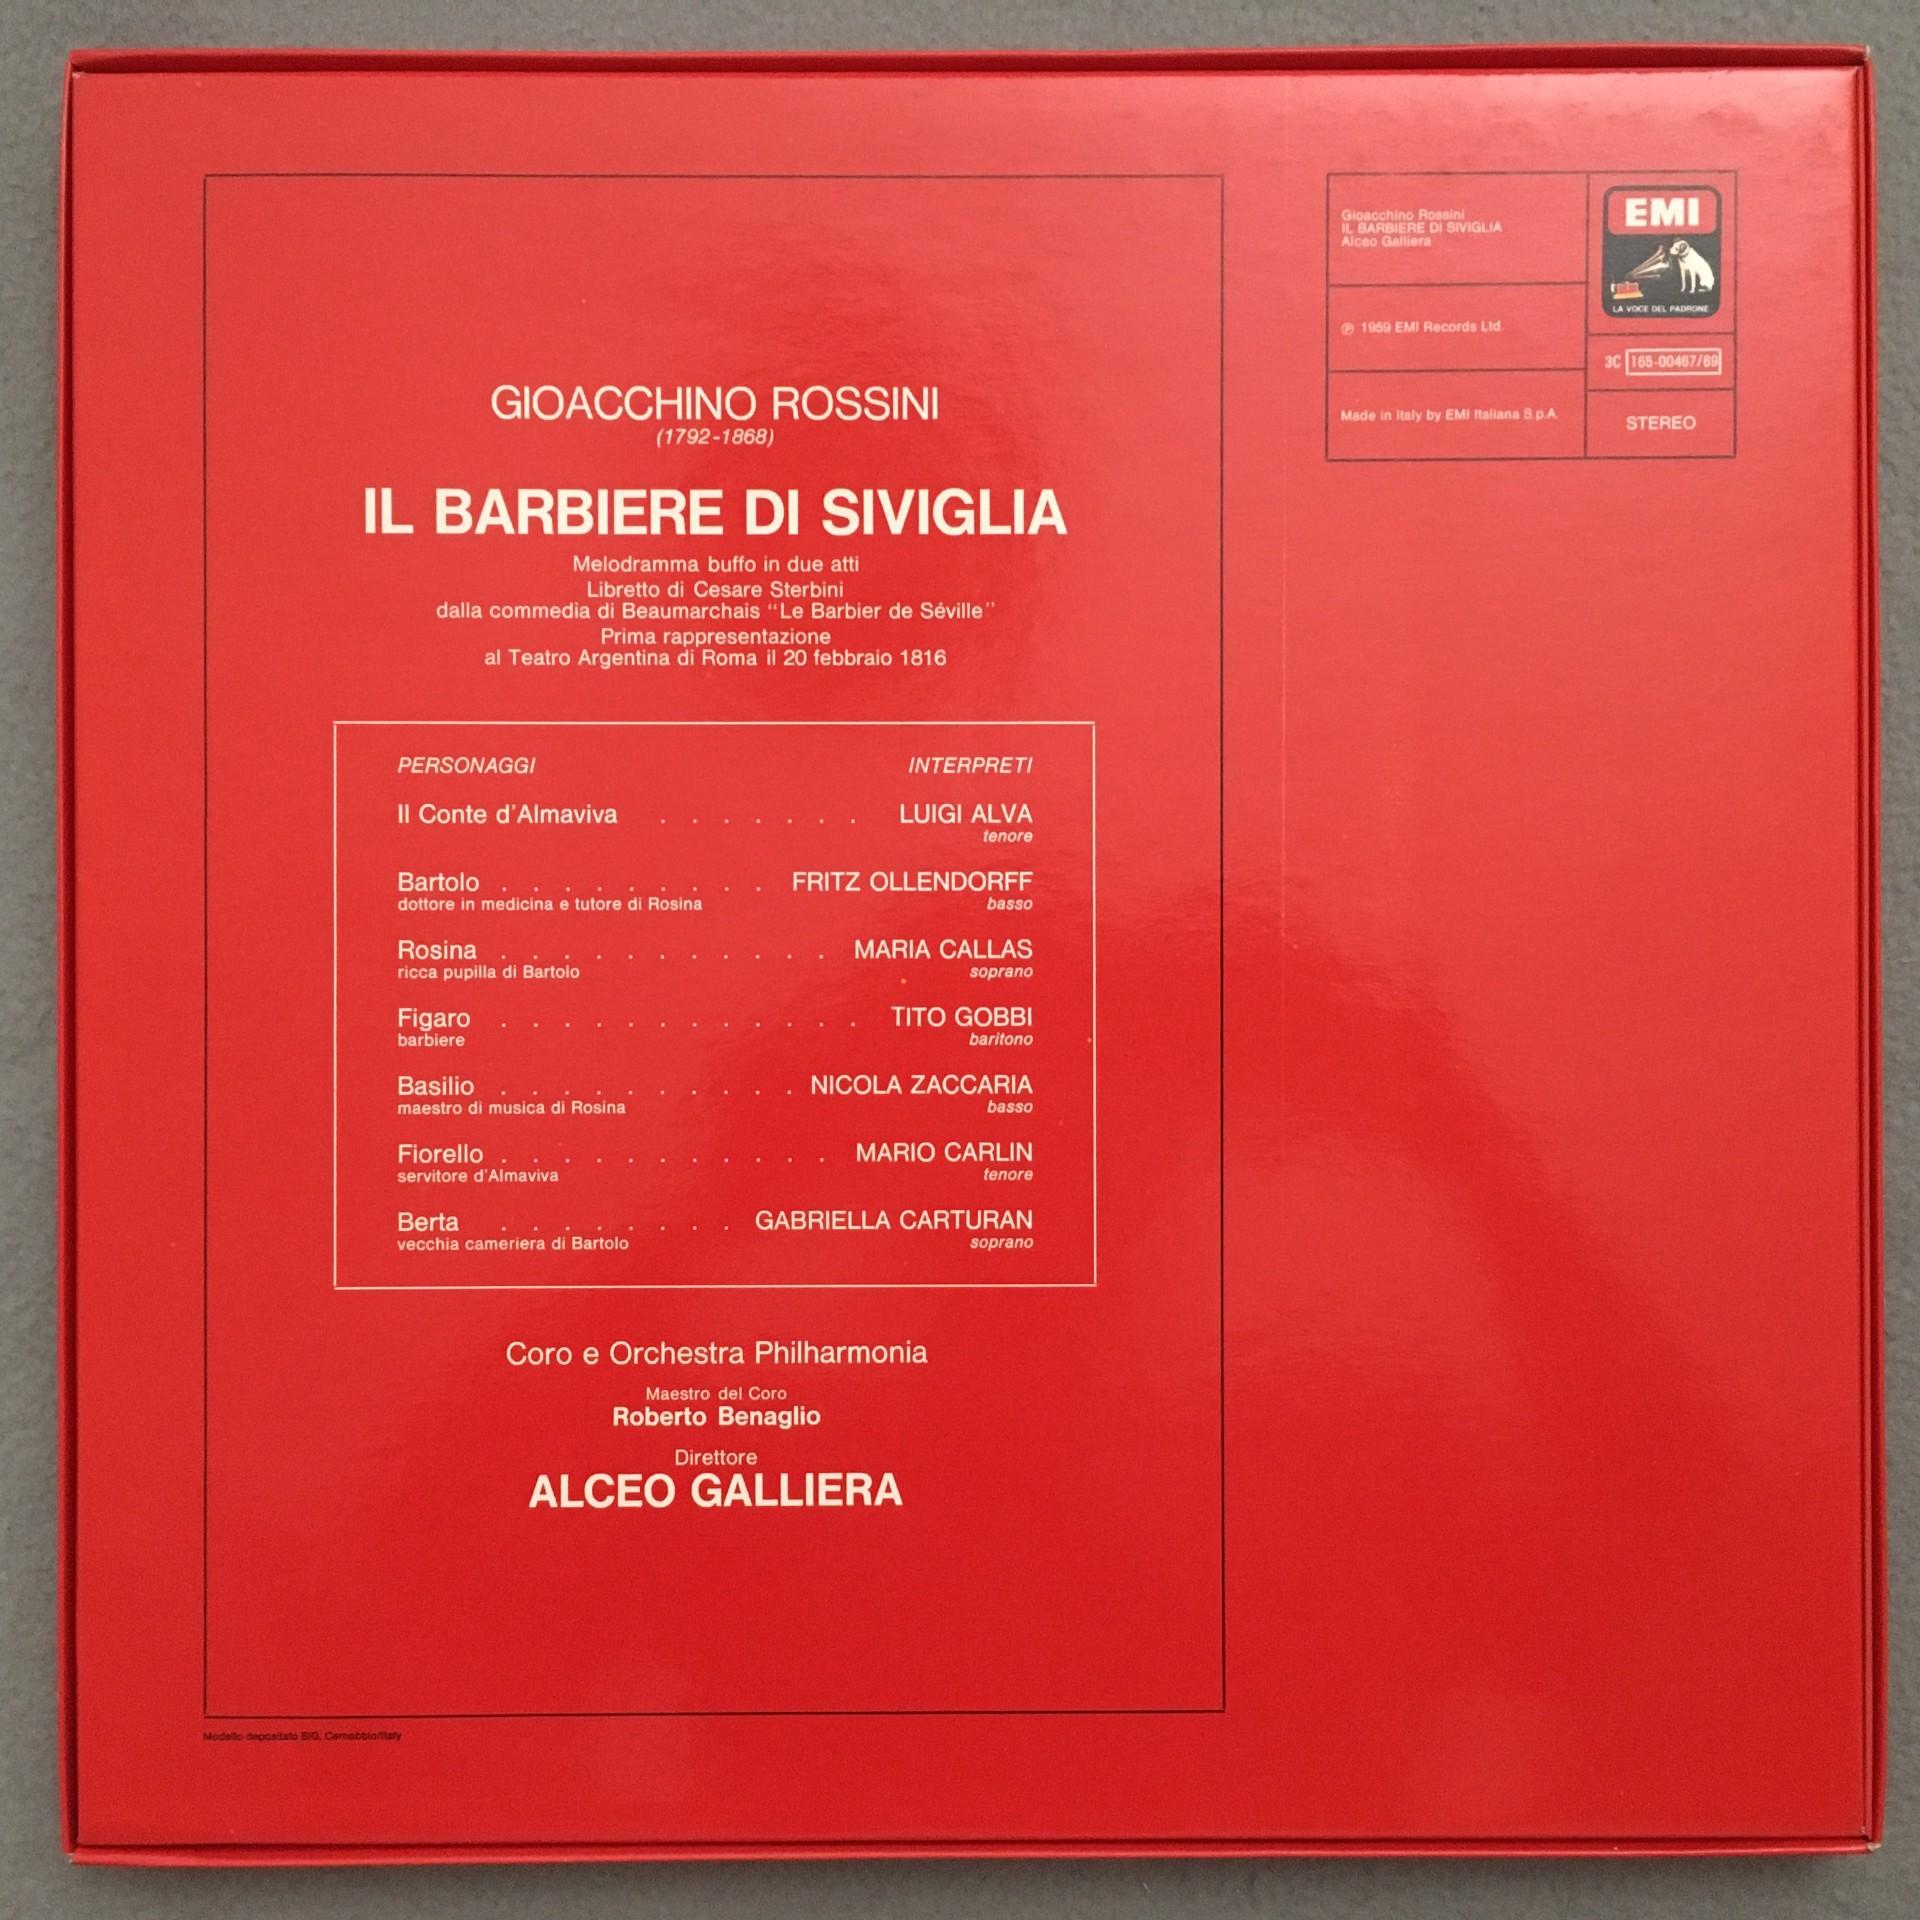 GIOACCHINO ROSSINI
(1792-1868)
IL BARBIERE DI SIVIGLIA
Melodramma buffo in due atti
Libretto di Cesare Sterbini
dalla commedia di Beaumarchais "Le Barbier de Séville"
Prima rappresentazione
al Teatro Argentina di Roma il 20 febbraio 1816
PERSONAGGI INTERPRETI
Il Conte d'Almaviva . . . . . . . LUIGI ALVA
tenore
Bartolo . . . . . . . . . FRITZ OLLENDORFF
dottore in medicina e tutore di Rosina basso
Rosina . . . . . . . . . . . MARIA CALLAS
ricca pupilla di Bartolo soprano
Figaro . . . . . . . . . . . . TITO GOBBI
barbiere baritono
Basilio . . . . . . . . . . NICOLA ZACCARIA
maestro di musica di Rosina basso
Fiorello . . . . . . . . . . . MARIO CARLIN
servitore d'Almaviva tenore
Berta . . . . . . . . GABRIELLA CARTURAN
vecchia cameriera di Bartolo soprano
Coro e Orchestra Philharmonia
Maestro del Coro
Roberto Benaglio
Direttore
ALCEO GALLIERA
Modello depositato BIG, Cernobbio/Italy
Gioacchino Rossini
IL BARBIERE DI SIVIGLIA
Alceo Galliera
℗ 1959 EMI Records Ltd.
Made in Italy by EMI Italiana S.p.A.
EMI
LA VOCE DEL PADRONE
3C 165-00467/69
STEREO